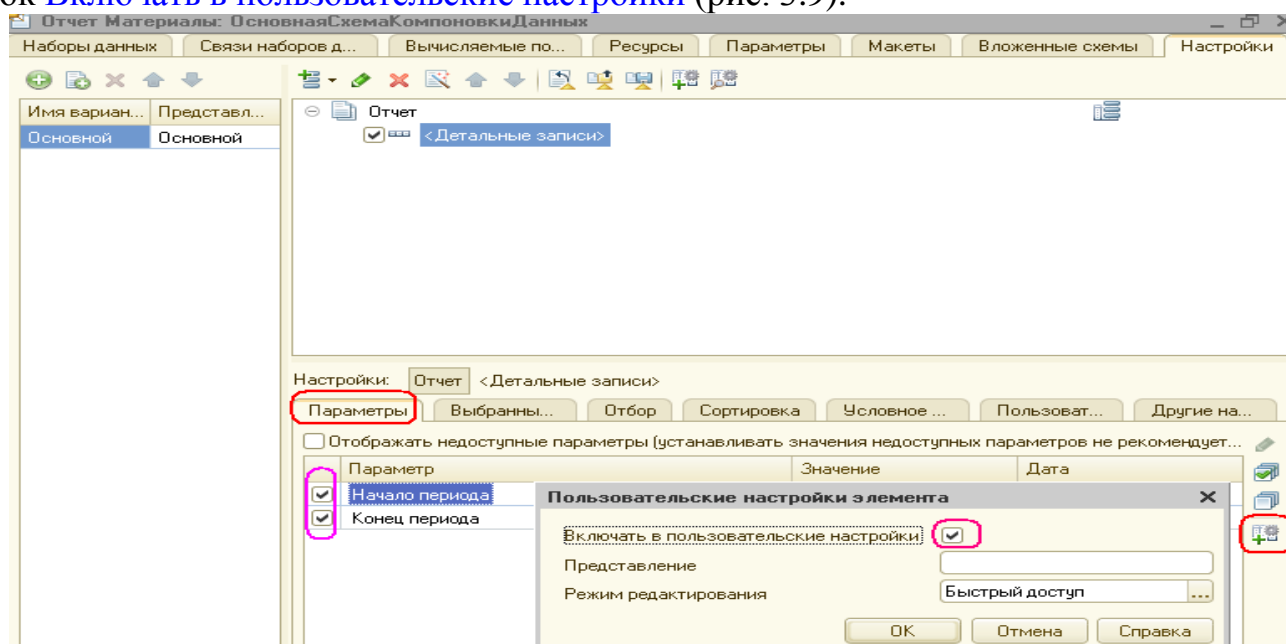 ок Включать в пользовательские настройки (рис. 5.9).
Отчет Материалы: ОсновнаяСхемаКомпоновкиДанных
Наборы данных Связи наборов д... Вычисляемые по... Ресурсы Параметры Макеты Вложенные схемы Настройки
Имя вариан... Представл...
Основной Основной
Отчет
<Детальные записи>
Настройки: Отчет <Детальные записи>
Параметры Выбранны... Отбор Сортировка Условное ... Пользоват... Другие на...
Отображать недоступные параметры (устанавливать значения недоступных параметров не рекомендует...
Параметр Значение Дата
Начало периода
Конец периода
Пользовательские настройки элемента
Включать в пользовательские настройки
Представление
Режим редактирования Быстрый доступ ...
ОК Отмена Справка